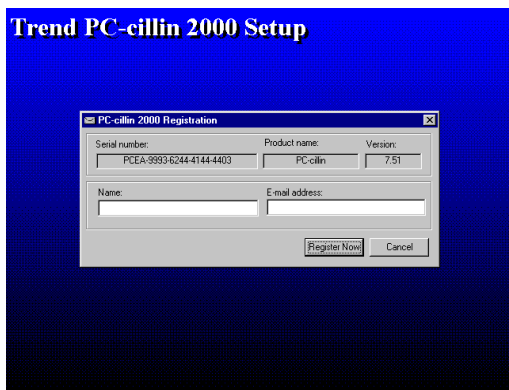 Trend PC-cillin 2000 Setup
PC-cillin 2000 Registration
Serial number: Product name: Version:
PCEA-9993-6244-4144-4403 PC-cillin 7.51
Name: E-mail address:
Register Now Cancel